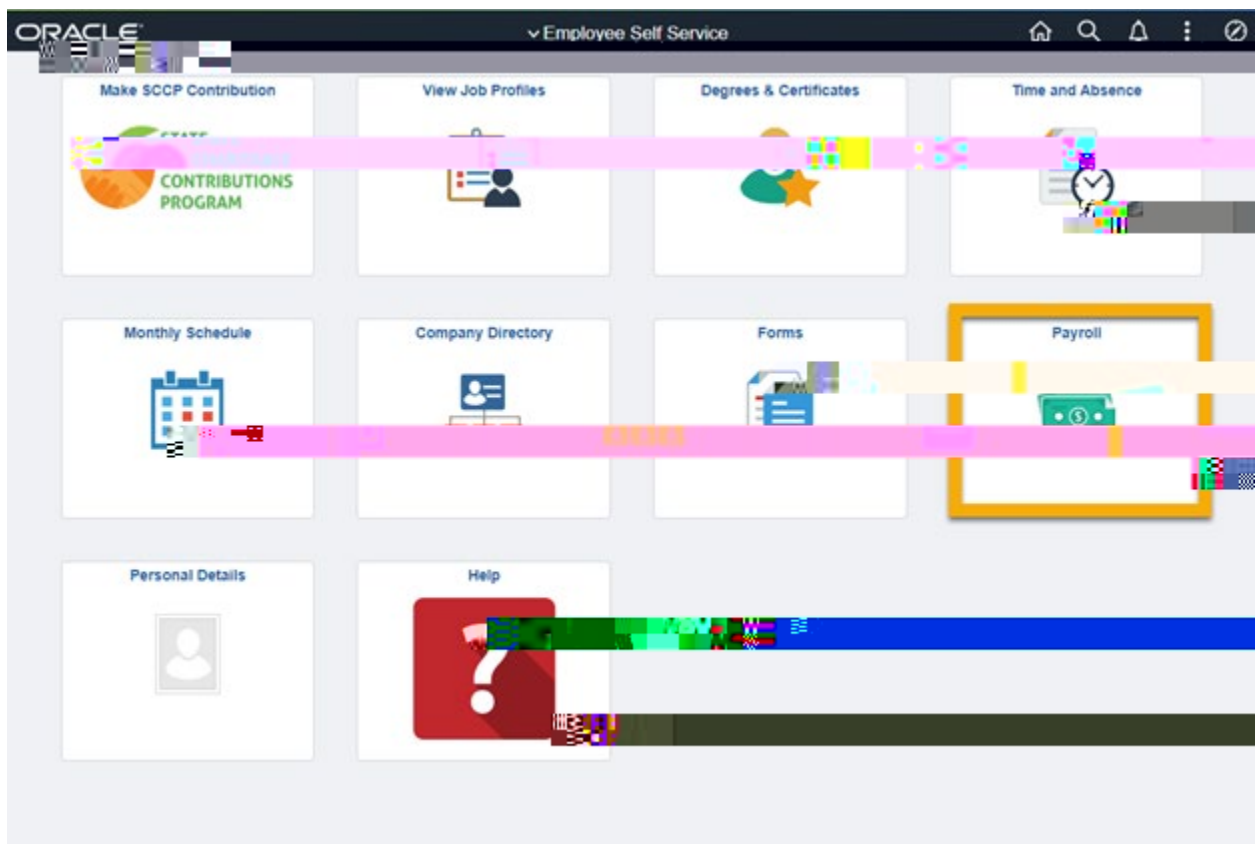 ORACLE
Employee Self Service
Make SCCP Contribution
View Job Profiles
Degrees & Certificates
Time and Absence
STATE
CONTRIBUTIONS
PROGRAM
Monthly Schedule
Company Directory
Forms
Payroll
Personal Details
Help